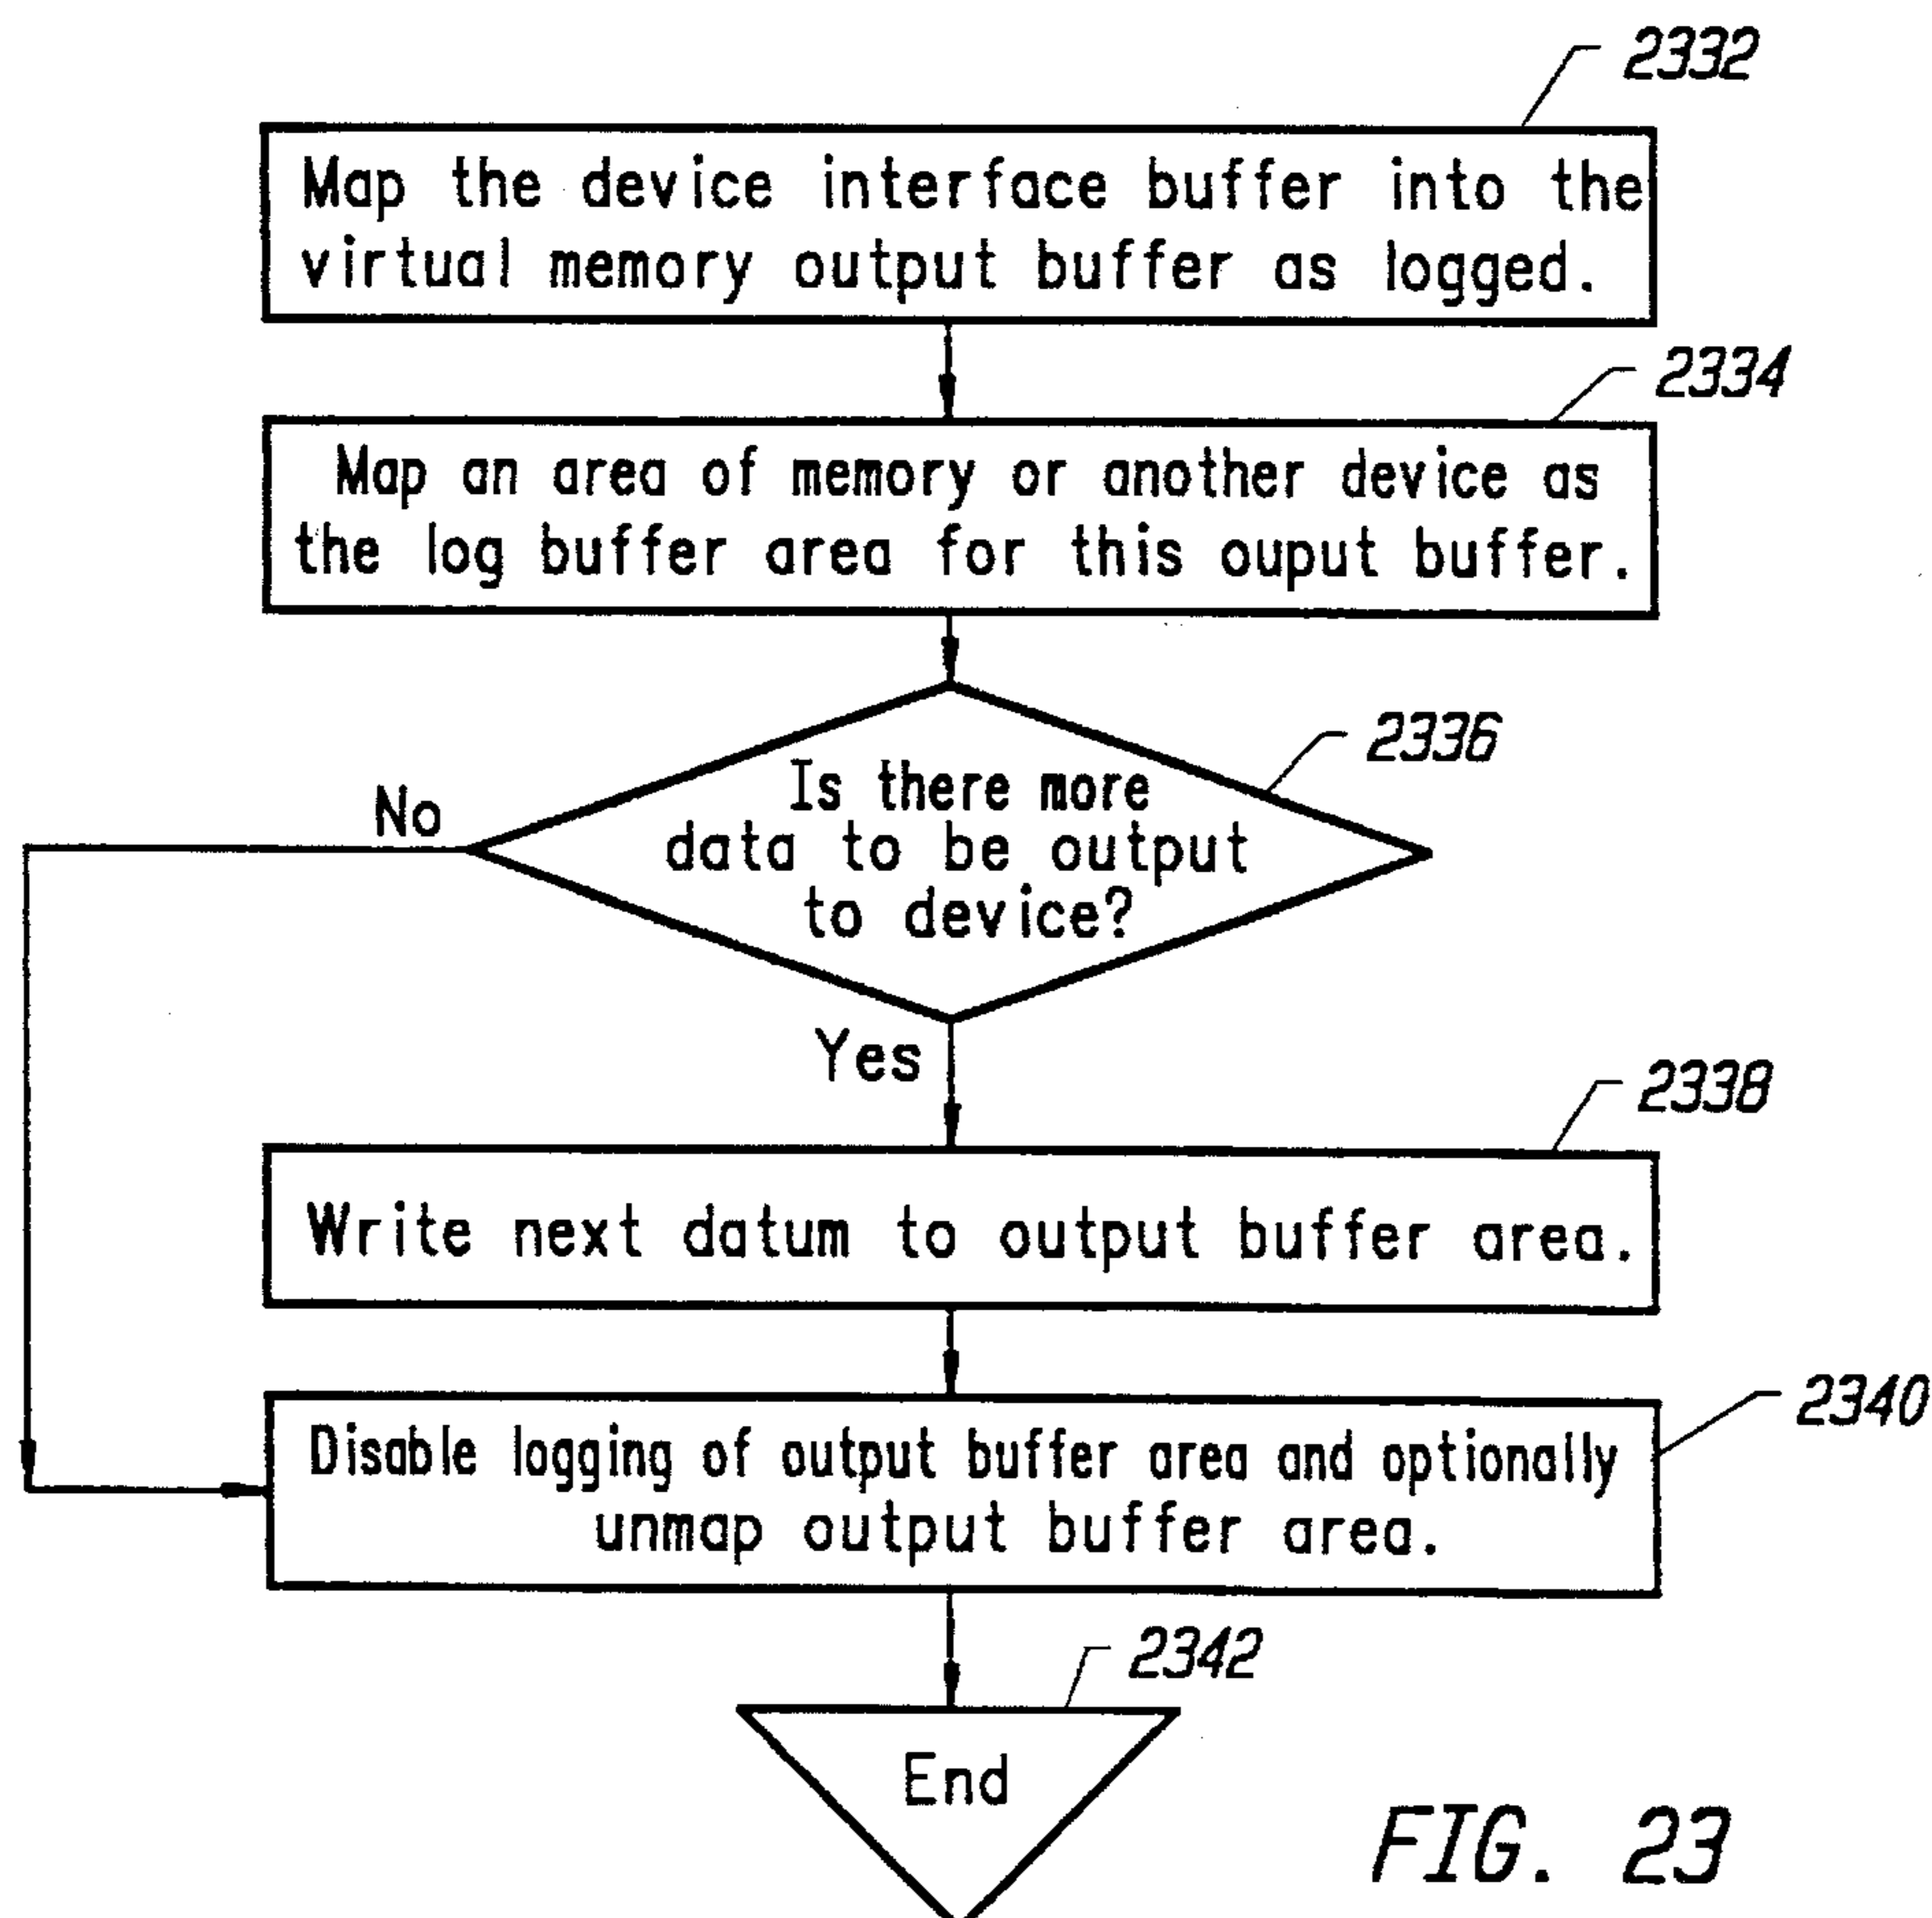 2332
Map the device interface buffer into the
virtual memory output buffer as logged.
2334
Map an area of memory or another device as
the log buffer area for this ouput buffer.
2336
No
Is there more
data to be output
to device?
Yes
2338
Write next datum to output buffer area.
2340
Disable logging of output buffer area and optionally
unmap output buffer area.
2342
End
FIG. 23